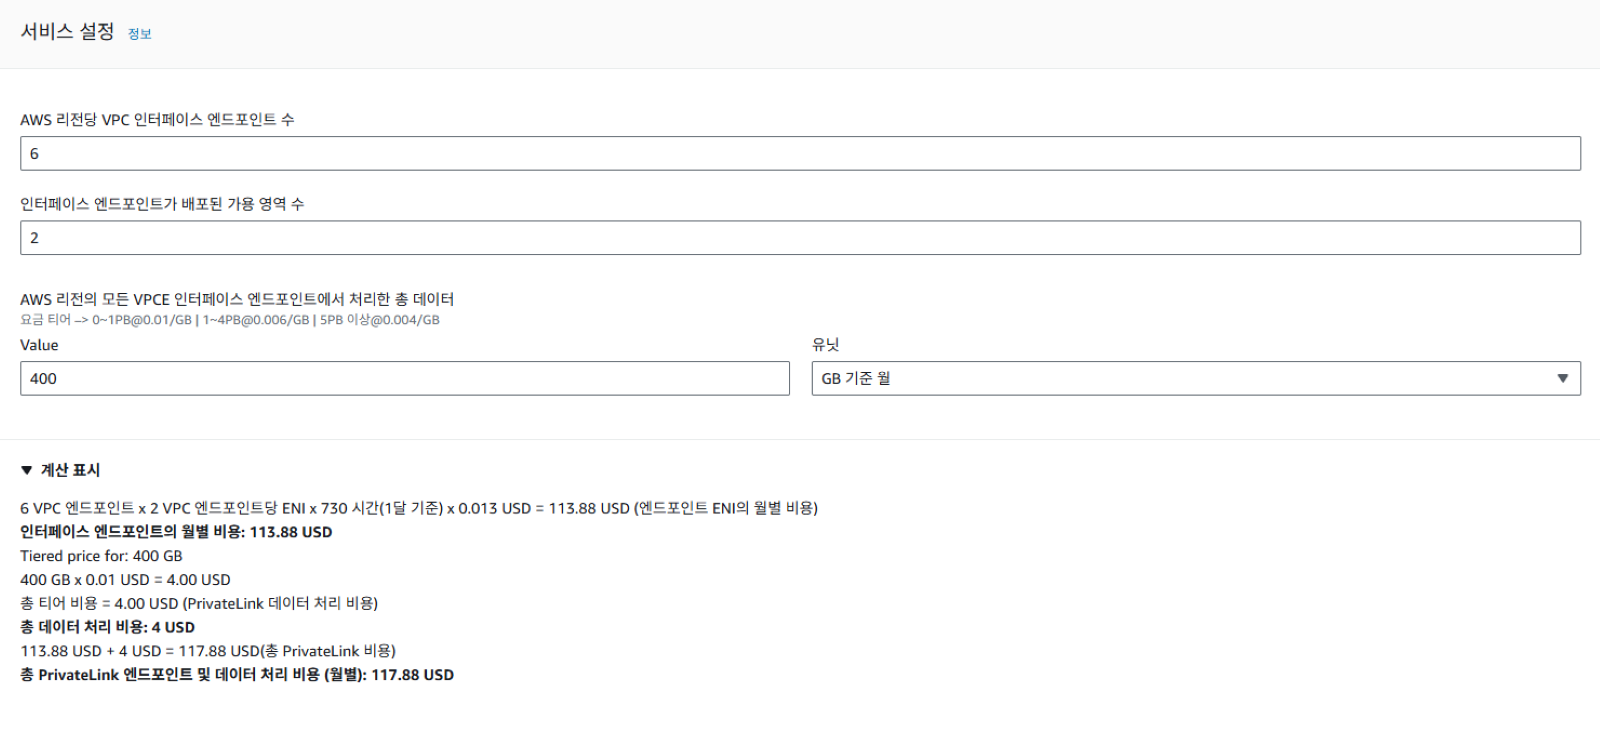 서비스 설정 정보
AWS 리전당 VPC 인터페이스 엔드포인트 수
6
인터페이스 엔드포인트가 배포된 가용 영역 수
2
AWS 리전의 모든 VPCE 인터페이스 엔드포인트에서 처리한 총 데이터
요금 티어 –> 0~1PB@0.01/GB | 1~4PB@0.006/GB | 5PB 이상@0.004/GB
Value 유닛
400 GB 기준 월
▼ 계산 표시
6 VPC 엔드포인트 x 2 VPC 엔드포인트당 ENI x 730 시간(1달 기준) x 0.013 USD = 113.88 USD (엔드포인트 ENI의 월별 비용)
인터페이스 엔드포인트의 월별 비용: 113.88 USD
Tiered price for: 400 GB
400 GB x 0.01 USD = 4.00 USD
총 티어 비용 = 4.00 USD (PrivateLink 데이터 처리 비용)
총 데이터 처리 비용: 4 USD
113.88 USD + 4 USD = 117.88 USD(총 PrivateLink 비용)
총 PrivateLink 엔드포인트 및 데이터 처리 비용 (월별): 117.88 USD